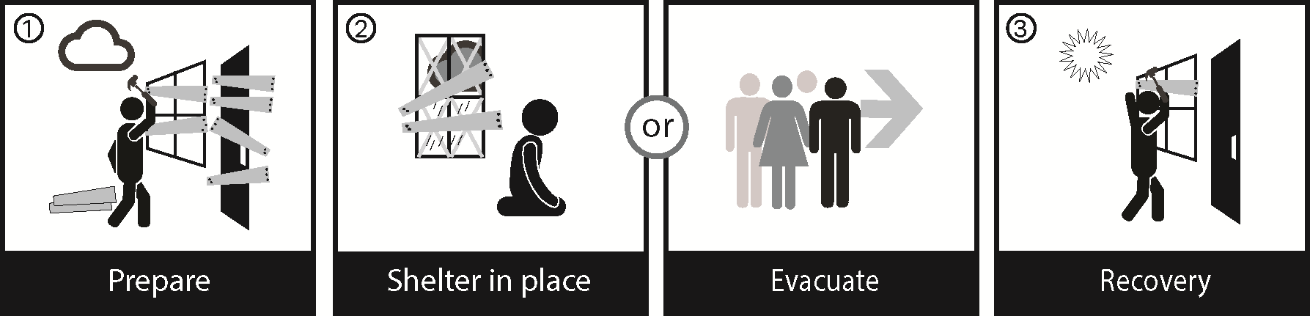 ①
Prepare
②
Shelter in place
or
Evacuate
③
Recovery